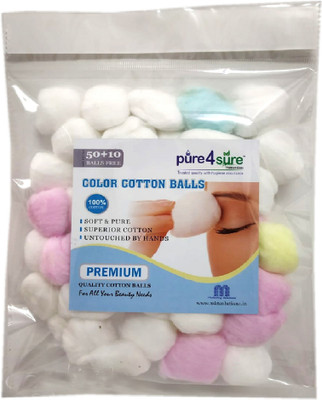 50+10
BALLS FREE
pure4sure
COLOR COTTON BALLS
100%
SOFT & PURE
SUPERIOR COTTON
UNTOUCHED BY HANDS
PREMIUM
QUALITY COTTON BALLS
For All Your Beauty Needs